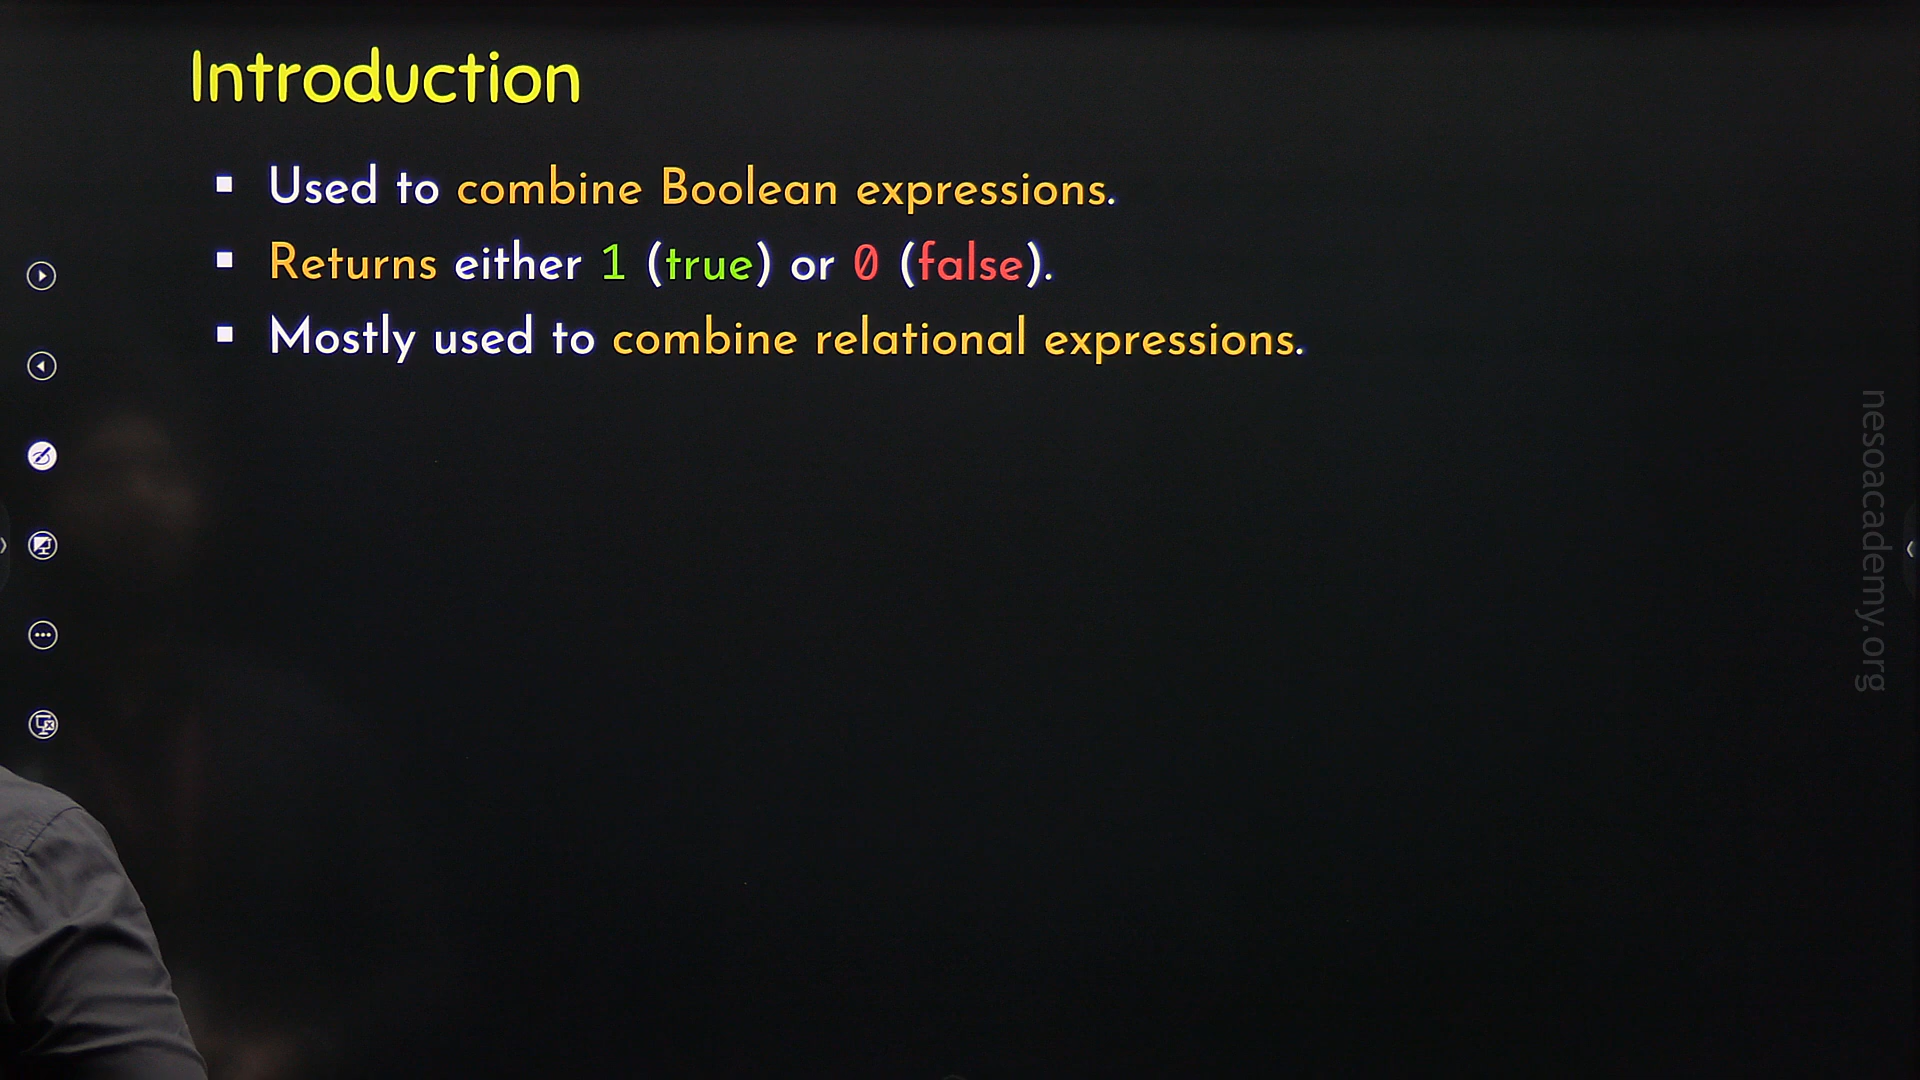 Introduction
▪ Used to combine Boolean expressions.
▪ Returns either 1 (true) or 0 (false).
▪ Mostly used to combine relational expressions.
nesoacademy.org